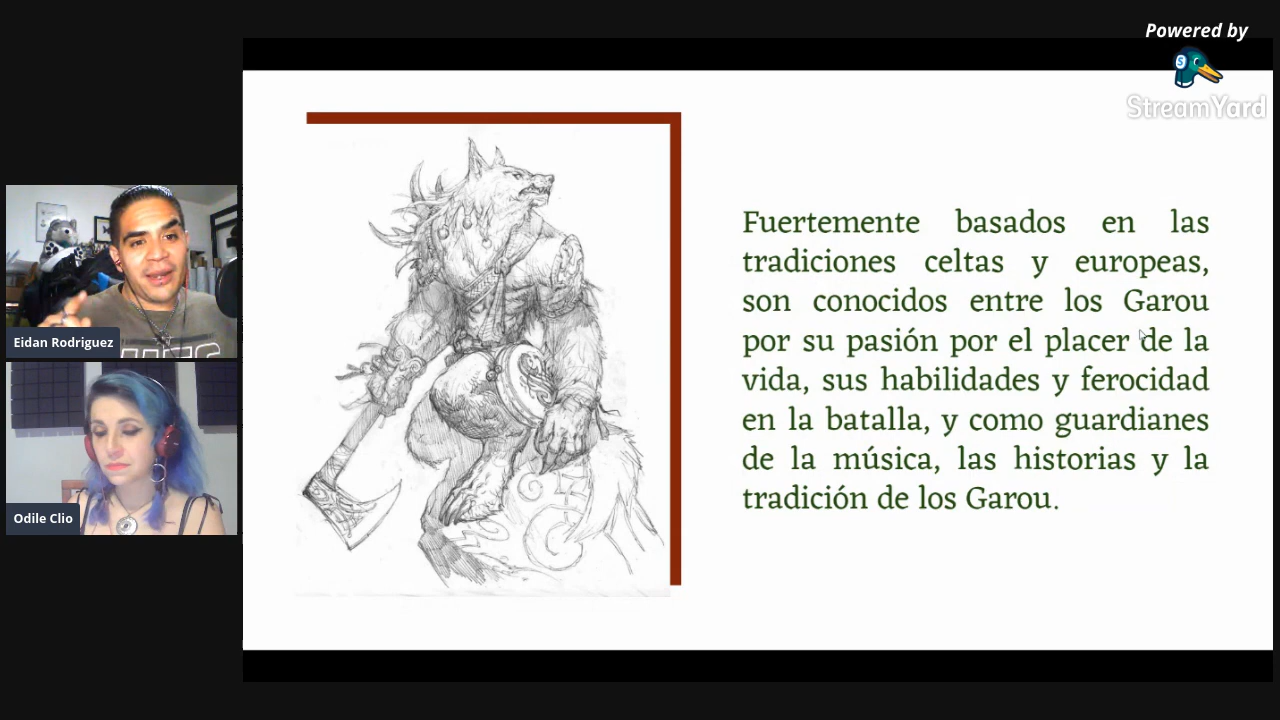 Powered by
StreamYard
Eidan Rodriguez
Odile Clio
Fuertemente basados en las
tradiciones celtas y europeas,
son conocidos entre los Garou
por su pasión por el placer de la
vida, sus habilidades y ferocidad
en la batalla, y como guardianes
de la música, las historias y la
tradición de los Garou.